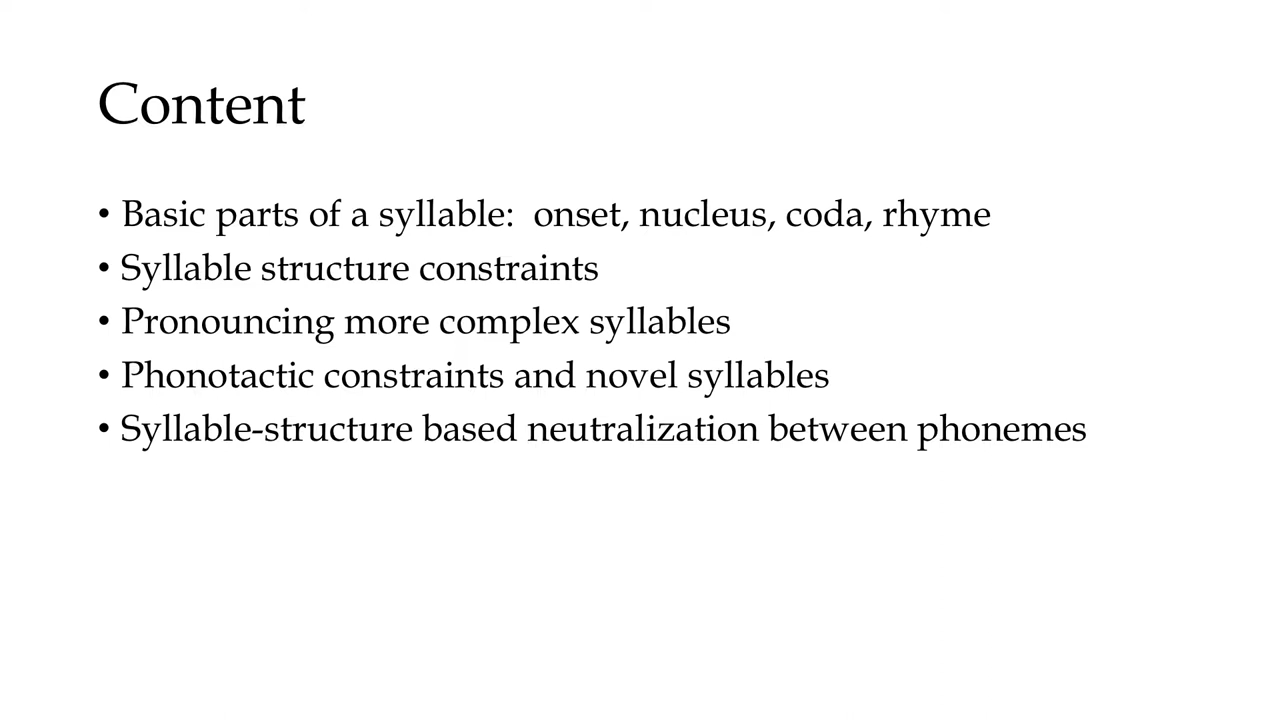 Content
• Basic parts of a syllable:  onset, nucleus, coda, rhyme
• Syllable structure constraints
• Pronouncing more complex syllables
• Phonotactic constraints and novel syllables
• Syllable-structure based neutralization between phonemes